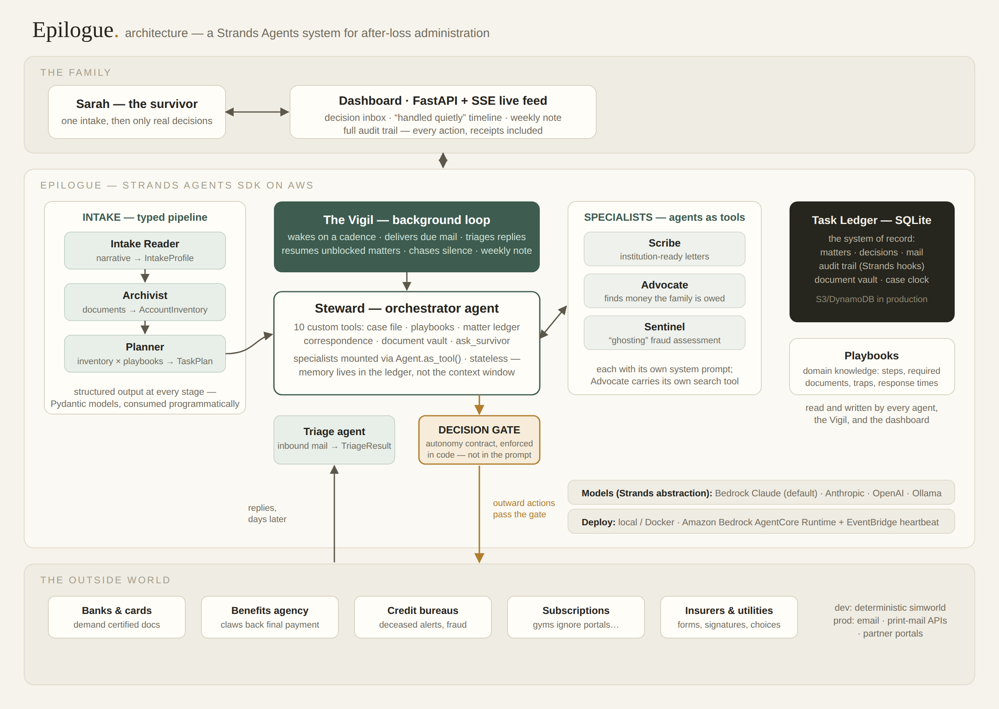 Epilogue. architecture — a Strands Agents system for after-loss administration
THE FAMILY
Sarah — the survivor
one intake, then only real decisions
Dashboard · FastAPI + SSE live feed
decision inbox · “handled quietly” timeline · weekly note
full audit trail — every action, receipts included
EPILOGUE — STRANDS AGENTS SDK ON AWS
INTAKE — typed pipeline
Intake Reader
narrative → IntakeProfile
Archivist
documents → AccountInventory
Planner
inventory × playbooks → TaskPlan
structured output at every stage —
Pydantic models, consumed programmatically
The Vigil — background loop
wakes on a cadence · delivers due mail · triages replies
resumes unblocked matters · chases silence · weekly note
Steward — orchestrator agent
10 custom tools: case file · playbooks · matter ledger
correspondence · document vault · ask_survivor
specialists mounted via Agent.as_tool() · stateless —
memory lives in the ledger, not the context window
Triage agent
inbound mail → TriageResult
DECISION GATE
autonomy contract, enforced
in code — not in the prompt
replies,
days later
outward actions
pass the gate
SPECIALISTS — agents as tools
Scribe
institution-ready letters
Advocate
finds money the family is owed
Sentinel
“ghosting” fraud assessment
each with its own system prompt;
Advocate carries its own search tool
Task Ledger — SQLite
the system of record:
matters · decisions · mail
audit trail (Strands hooks)
document vault · case clock
S3/DynamoDB in production
Playbooks
domain knowledge: steps, required
documents, traps, response times
read and written by every agent,
the Vigil, and the dashboard
Models (Strands abstraction): Bedrock Claude (default) · Anthropic · OpenAI · Ollama
Deploy: local / Docker · Amazon Bedrock AgentCore Runtime + EventBridge heartbeat
THE OUTSIDE WORLD
Banks & cards
demand certified docs
Benefits agency
claws back final payment
Credit bureaus
deceased alerts, fraud
Subscriptions
gyms ignore portals…
Insurers & utilities
forms, signatures, choices
dev: deterministic simworld
prod: email · print-mail APIs
· partner portals